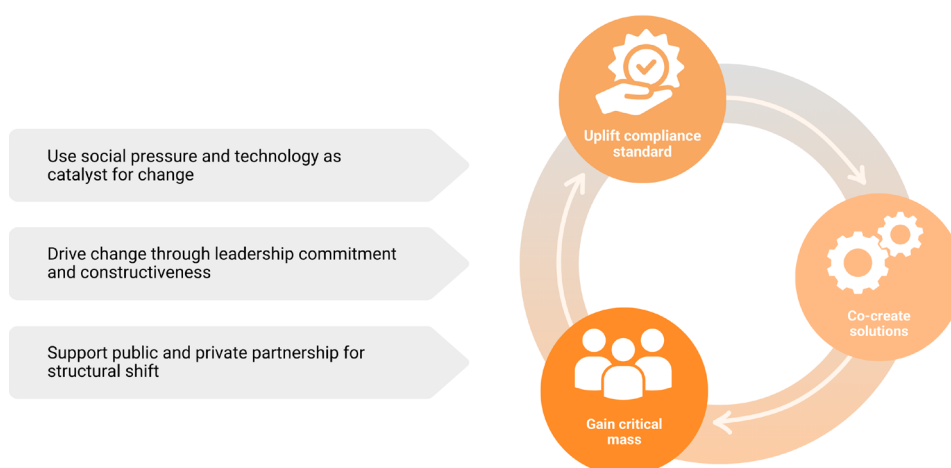 Use social pressure and technology as
catalyst for change
Drive change through leadership commitment
and constructiveness
Support public and private partnership for
structural shift
Uplift compliance
standard
Co-create
solutions
Gain critical
mass